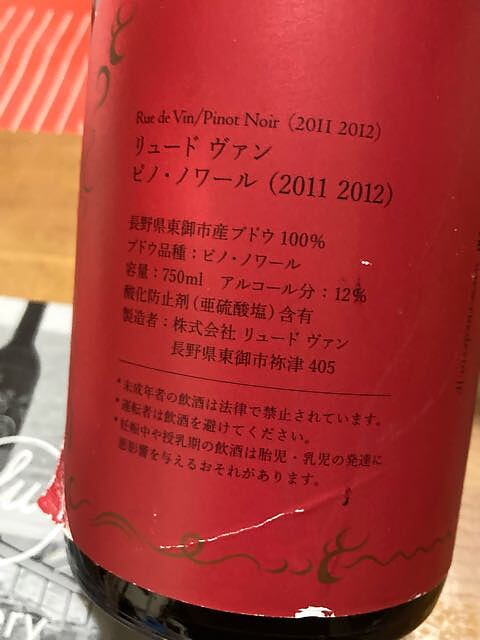 Rue de Vin/Pinot Noir (2011 2012)
リュード ヴァン
ピノ・ノワール (2011 2012)
長野県東御市産ブドウ100%
ブドウ品種：ピノ・ノワール
容量：750ml アルコール分：12%
酸化防止剤(亜硫酸塩)含有
製造者：株式会社 リュード ヴァン
長野県東御市祢津405
*未成年者の飲酒は法律で禁止されています。
*運転者は飲酒を避けてください。
*妊娠中や授乳期の飲酒は胎児・乳児の発達に
悪影響を与えるおそれがあります。